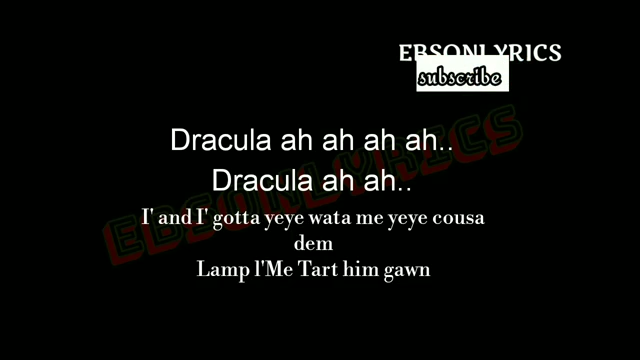 EBSONLYRICS
subscribe
Dracula ah ah ah ah..
Dracula ah ah..
I' and I' gotta yeye wata me yeye cousa
dem
Lamp l'Me Tart him gawn
EBSONLYRICS